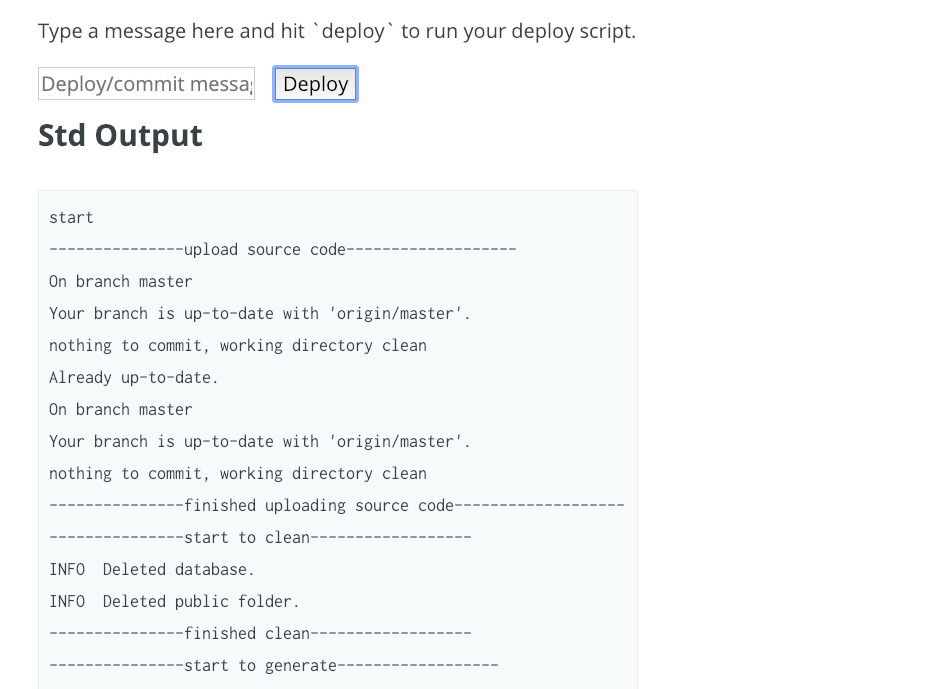 Type a message here and hit `deploy` to run your deploy script.
Deploy/commit messa
Deploy
Std Output
start
---------------upload source code-------------------
On branch master
Your branch is up-to-date with 'origin/master'.
nothing to commit, working directory clean
Already up-to-date.
On branch master
Your branch is up-to-date with 'origin/master'.
nothing to commit, working directory clean
---------------finished uploading source code-------------------
---------------start to clean------------------
INFO  Deleted database.
INFO  Deleted public folder.
---------------finished clean------------------
---------------start to generate------------------